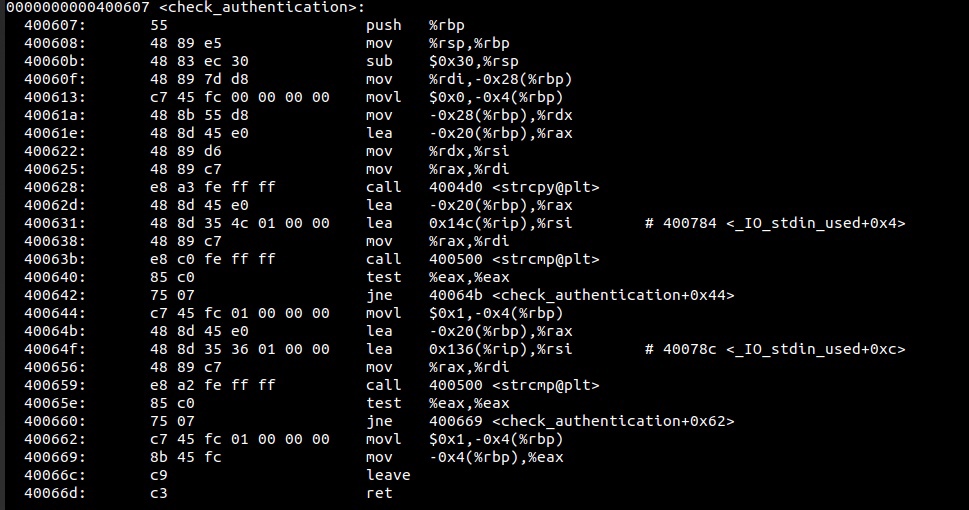 0000000000400607 <check_authentication>:
400607: 55 push %rbp
400608: 48 89 e5 mov %rsp,%rbp
40060b: 48 83 ec 30 sub $0x30,%rsp
40060f: 48 89 7d d8 mov %rdi,-0x28(%rbp)
400613: c7 45 fc 00 00 00 00 movl $0x0,-0x4(%rbp)
40061a: 48 8b 55 d8 mov -0x28(%rbp),%rdx
40061e: 48 8d 45 e0 lea -0x20(%rbp),%rax
400622: 48 89 d6 mov %rdx,%rsi
400625: 48 89 c7 mov %rax,%rdi
400628: e8 a3 fe ff ff call 4004d0 <strcpy@plt>
40062d: 48 8d 45 e0 lea -0x20(%rbp),%rax
400631: 48 8d 35 4c 01 00 00 lea 0x14c(%rip),%rsi # 400784 <_IO_stdin_used+0x4>
400638: 48 89 c7 mov %rax,%rdi
40063b: e8 c0 fe ff ff call 400500 <strcmp@plt>
400640: 85 c0 test %eax,%eax
400642: 75 07 jne 40064b <check_authentication+0x44>
400644: c7 45 fc 01 00 00 00 movl $0x1,-0x4(%rbp)
40064b: 48 8d 45 e0 lea -0x20(%rbp),%rax
40064f: 48 8d 35 36 01 00 00 lea 0x136(%rip),%rsi # 40078c <_IO_stdin_used+0xc>
400656: 48 89 c7 mov %rax,%rdi
400659: e8 a2 fe ff ff call 400500 <strcmp@plt>
40065e: 85 c0 test %eax,%eax
400660: 75 07 jne 400669 <check_authentication+0x62>
400662: c7 45 fc 01 00 00 00 movl $0x1,-0x4(%rbp)
400669: 8b 45 fc mov -0x4(%rbp),%eax
40066c: c9 leave
40066d: c3 ret